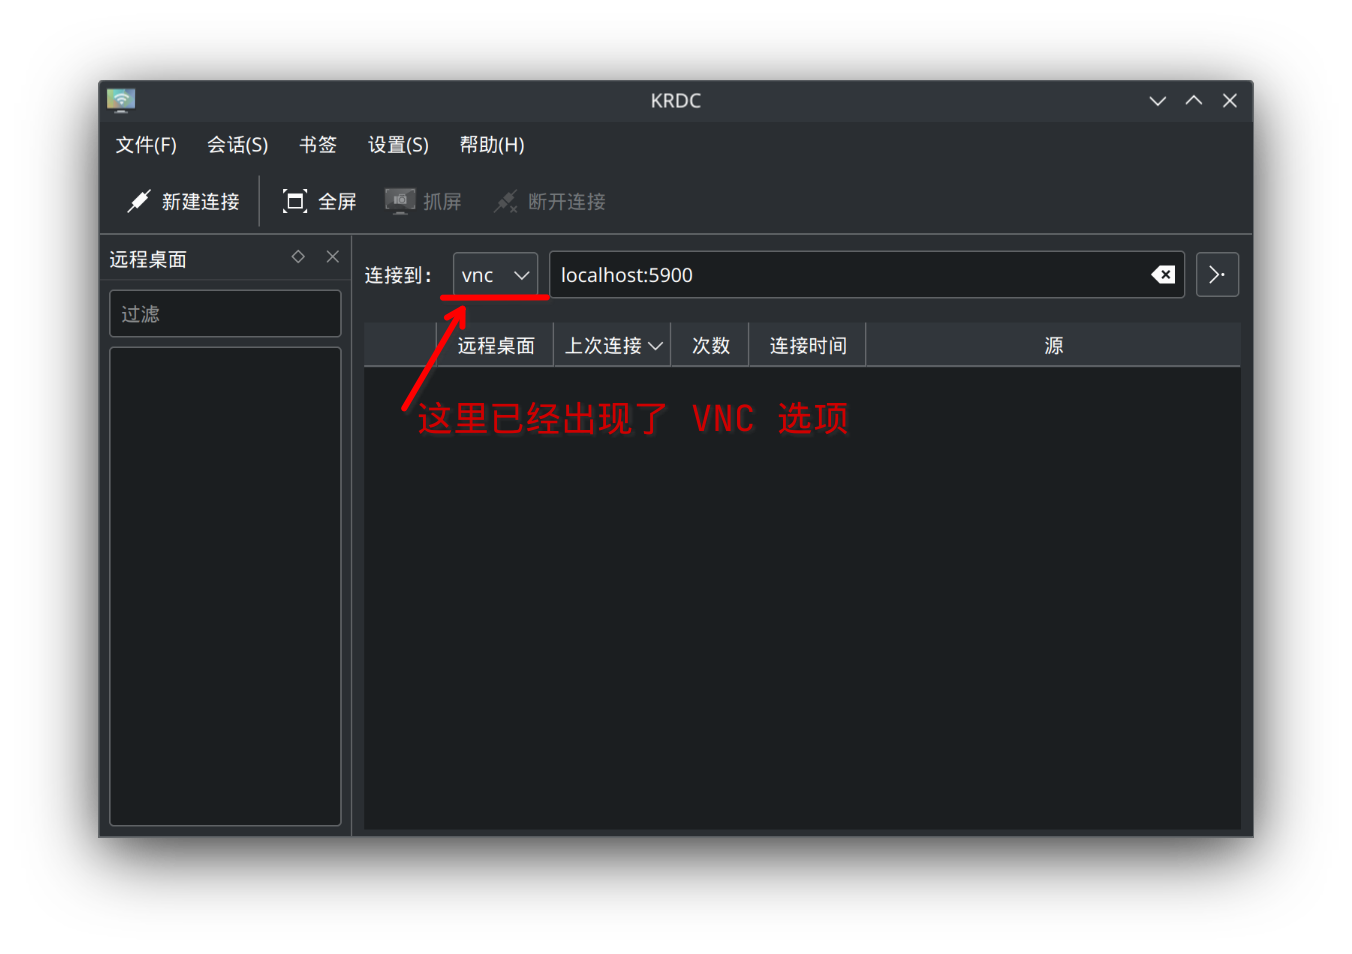 KRDC
文件(F) 会话(S) 书签 设置(S) 帮助(H)
新建连接 全屏 抓屏 断开连接
远程桌面
过滤
连接到: vnc localhost:5900
远程桌面 上次连接 次数 连接时间 源
这里已经出现了 VNC 选项